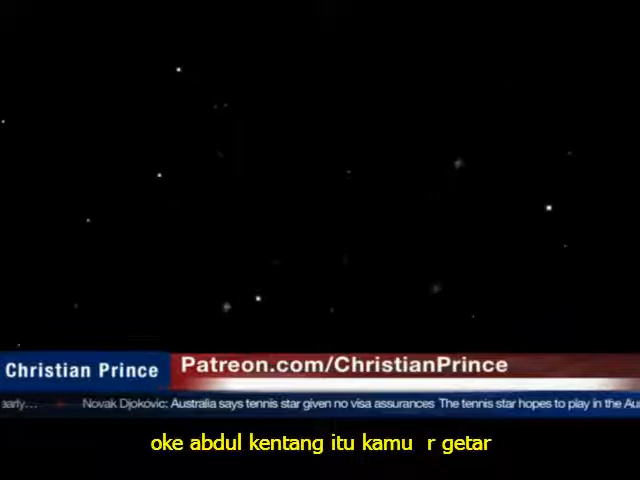 Patreon.com/ChristianPrince
Christian Prince
early... Novak Djokovic: Australia says tennis star given no visa assurances The tennis star hopes to play in the Au
oke abdul kentang itu kamu r getar